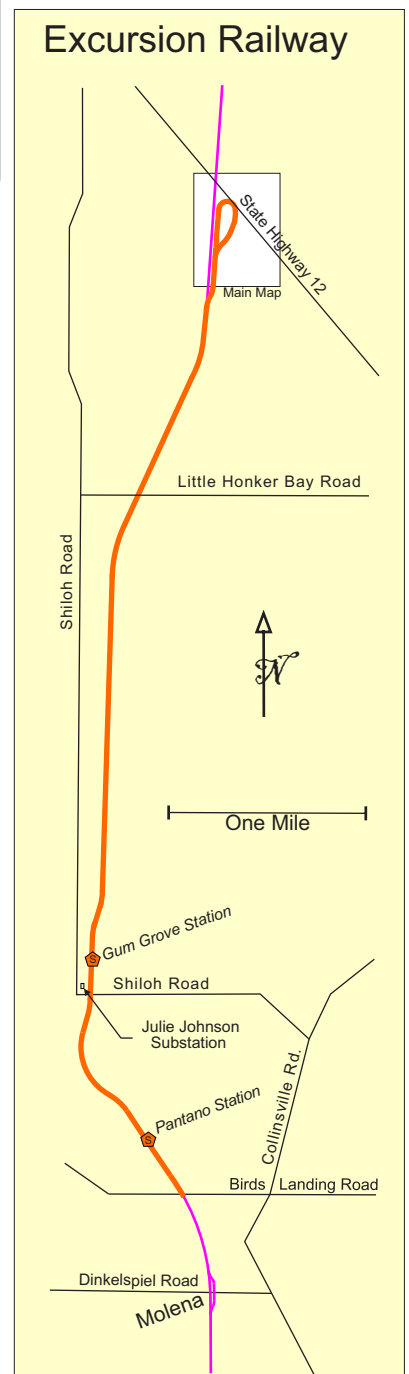 Excursion Railway
State Highway 12
Main Map
Little Honker Bay Road
Shiloh Road
N
One Mile
Gum Grove Station
S
Shiloh Road
Julie Johnson
Substation
Collinsville Rd.
Pantano Station
S
Birds Landing Road
Dinkelspiel Road
Molena